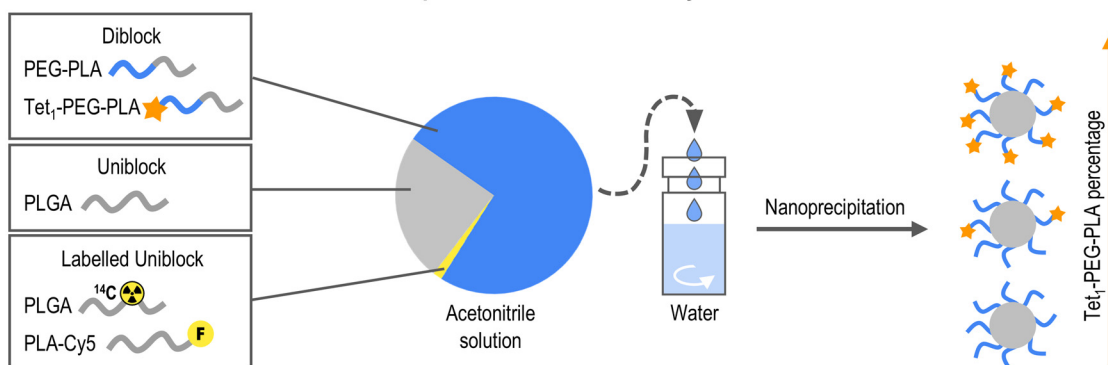 Diblock
PEG-PLA
Tet₁-PEG-PLA
Uniblock
PLGA
Labelled Uniblock
¹⁴C
PLGA
PLA-Cy5
F
Acetonitrile
solution
Water
Nanoprecipitation
Tet₁-PEG-PLA percentage